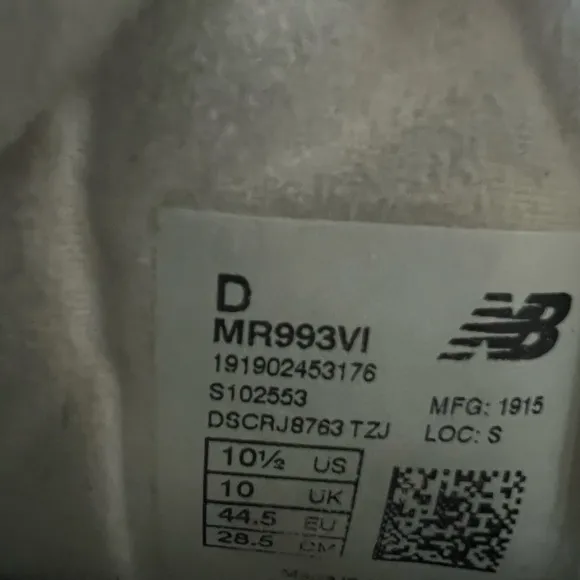 D
MR993VI
191902453176
S102553
DSCRJ8763 TZJ
NB
MFG: 1915
LOC: S
10½ US
10 UK
44.5 EU
28.5 CM